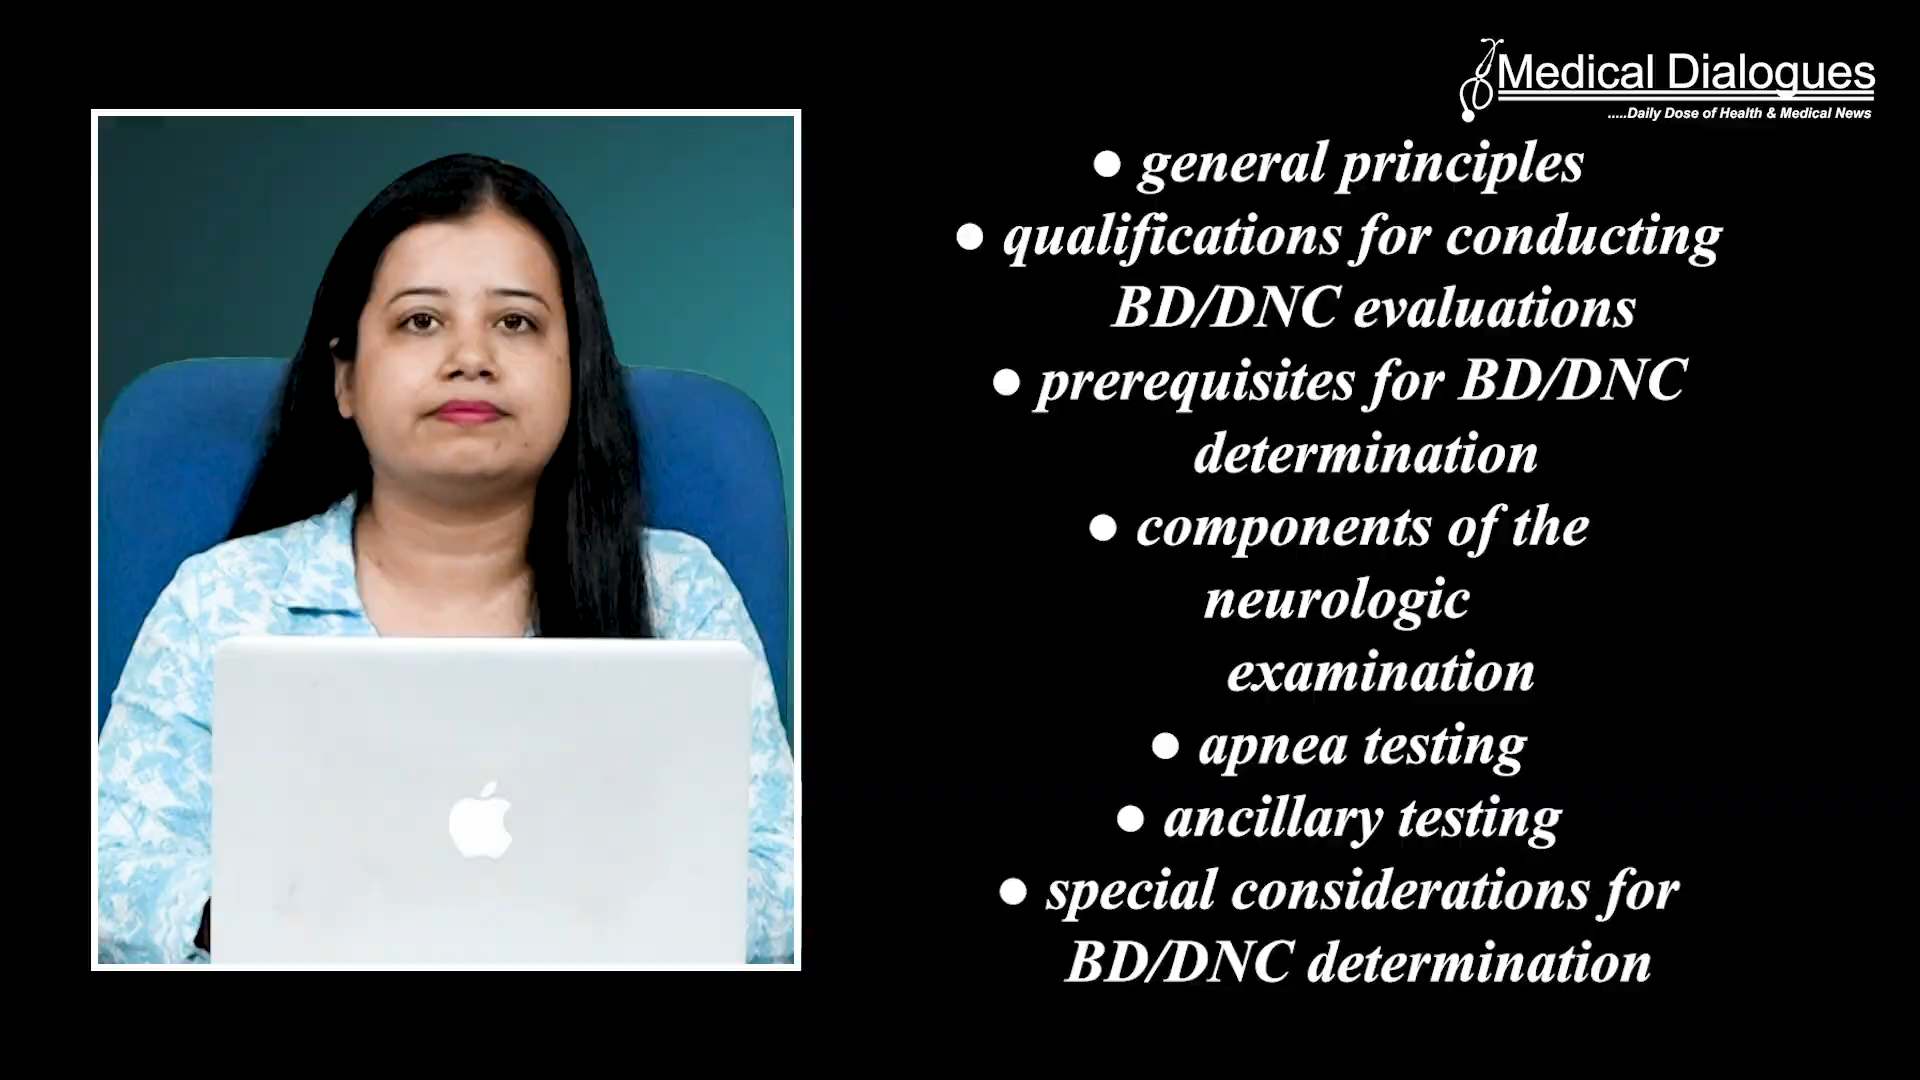 Medical Dialogues
.....Daily Dose of Health & Medical News
● general principles
● qualifications for conducting
BD/DNC evaluations
● prerequisites for BD/DNC
determination
● components of the
neurologic
examination
● apnea testing
● ancillary testing
● special considerations for
BD/DNC determination